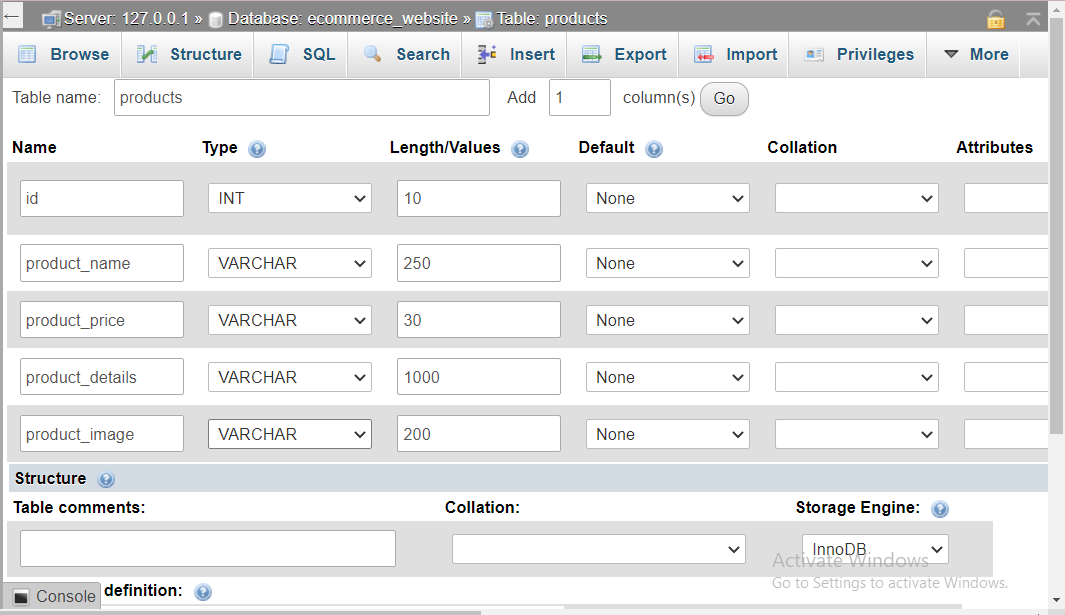 Server: 127.0.0.1 » Database: ecommerce_website » Table: products
Browse Structure SQL Search Insert Export Import Privileges More
Table name: products Add 1 column(s) Go
Name Type Length/Values Default Collation Attributes
id INT 10 None
product_name VARCHAR 250 None
product_price VARCHAR 30 None
product_details VARCHAR 1000 None
product_image VARCHAR 200 None
Structure
Table comments: Collation: Storage Engine:
InnoDB
Activate Windows
Go to Settings to activate Windows.
Console definition: